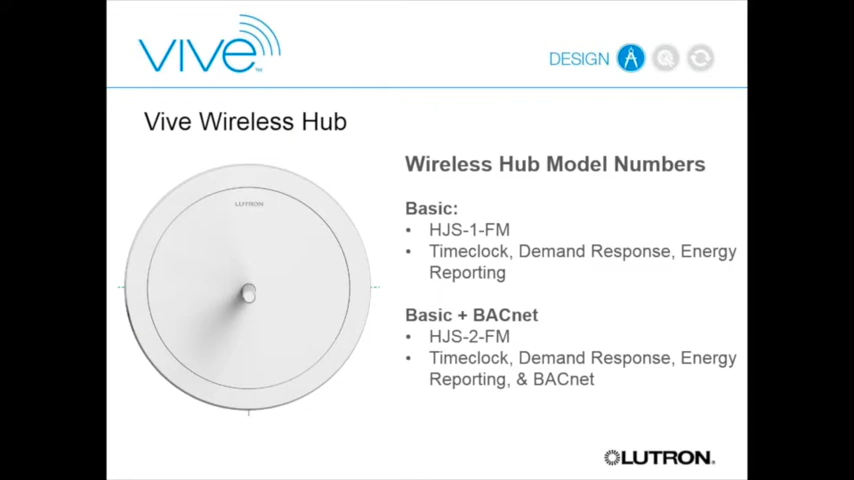 vive™
DESIGN
Vive Wireless Hub
LUTRON
Wireless Hub Model Numbers
Basic:
• HJS-1-FM
• Timeclock, Demand Response, Energy
Reporting
Basic + BACnet
• HJS-2-FM
• Timeclock, Demand Response, Energy
Reporting, & BACnet
LUTRON®